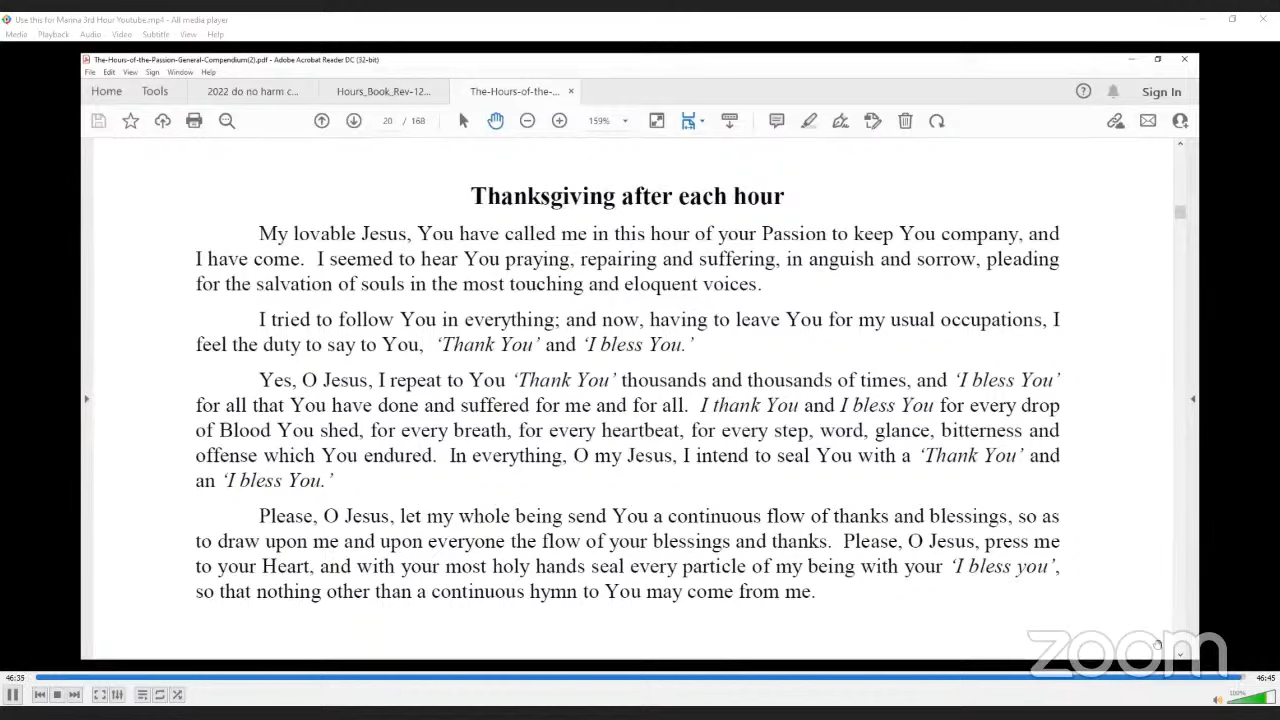 Use this for Manna 3rd Hour Youtube.mp4 - All media player
Media Playback Audio Video Subtitle View Help
The-Hours-of-the-Passion-General-Compendium(Z).pdf - Adobe Acrobat Reader DC (32-bit)
File Edit View Sign Window Help
Home Tools 2022 do no harm c... Hours_Book_Rev-12... The-Hours-of-the-... × Sign In
20 / 168 159%
Thanksgiving after each hour
My lovable Jesus, You have called me in this hour of your Passion to keep You company, and
I have come. I seemed to hear You praying, repairing and suffering, in anguish and sorrow, pleading
for the salvation of souls in the most touching and eloquent voices.
I tried to follow You in everything; and now, having to leave You for my usual occupations, I
feel the duty to say to You, ‘Thank You’ and ‘I bless You.’
Yes, O Jesus, I repeat to You ‘Thank You’ thousands and thousands of times, and ‘I bless You’
for all that You have done and suffered for me and for all. I thank You and I bless You for every drop
of Blood You shed, for every breath, for every heartbeat, for every step, word, glance, bitterness and
offense which You endured. In everything, O my Jesus, I intend to seal You with a ‘Thank You’ and
an ‘I bless You.’
Please, O Jesus, let my whole being send You a continuous flow of thanks and blessings, so as
to draw upon me and upon everyone the flow of your blessings and thanks. Please, O Jesus, press me
to your Heart, and with your most holy hands seal every particle of my being with your ‘I bless you’,
so that nothing other than a continuous hymn to You may come from me.
zoom
46:35 46:45
100%